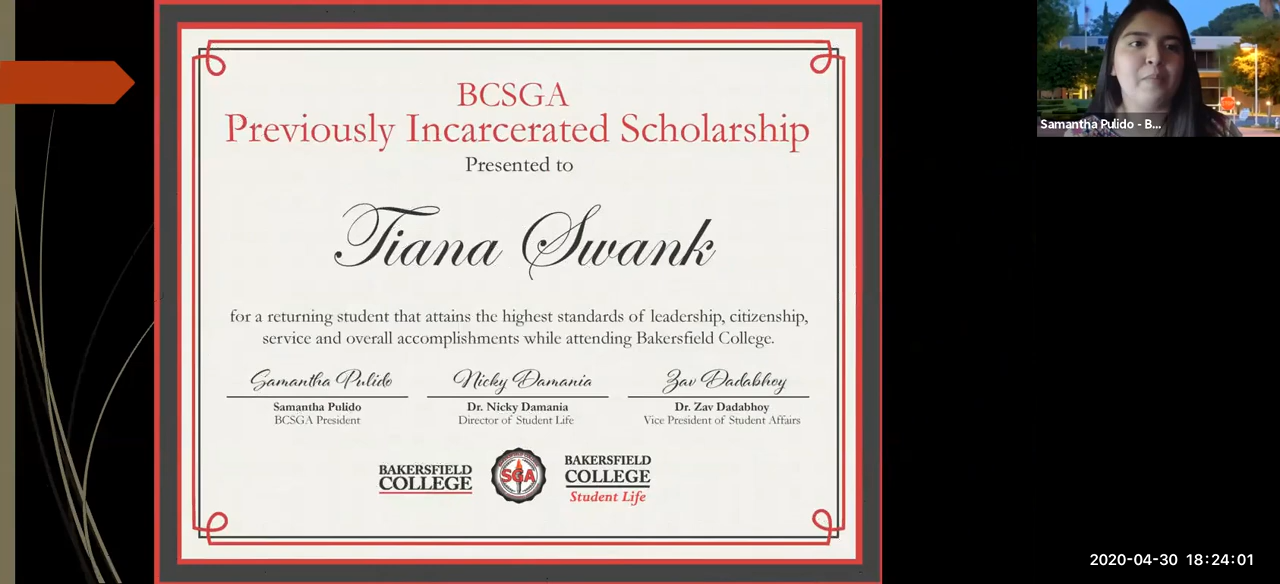 BCSGA
Previously Incarcerated Scholarship
Presented to
Tiana Swank
for a returning student that attains the highest standards of leadership, citizenship,
service and overall accomplishments while attending Bakersfield College.
Samantha Pulido
Nicky Damania
Zav Dadabhoy
Samantha Pulido
BCSGA President
Dr. Nicky Damania
Director of Student Life
Dr. Zav Dadabhoy
Vice President of Student Affairs
BAKERSFIELD
COLLEGE
SGA
BAKERSFIELD
COLLEGE
Student Life
Samantha Pulido - B...
STOP
2020-04-30 18:24:01